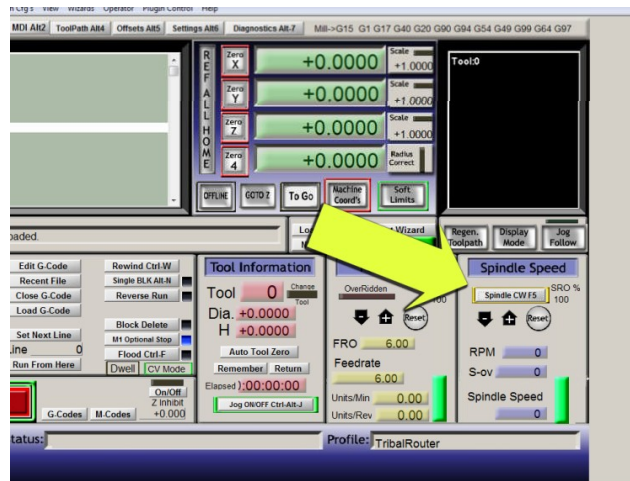 Cfg's View Wizards Operator Plugin Control Help
MDI Alt2 ToolPath Alt4 Offsets Alt5 Settings Alt6 Diagnostics Alt-7 Mill->G15 G1 G17 G40 G20 G90 G94 G54 G49 G99 G64 G97
REF ALL HOME
Zero X +0.0000 Scale +1.0000
Zero Y +0.0000 Scale +1.0000
Zero Z +0.0000 Scale +1.0000
Zero 4 +0.0000 Radius Correct
Tool:0
OFFLINE GOTO Z To Go Machine Coord's Soft Limits
Wizard
Regen. Toolpath Display Mode Jog Follow
Edit G-Code Rewind Ctrl-W
Recent File Single BLK Alt-N
Close G-Code Reverse Run
Load G-Code
Block Delete
Set Next Line M1 Optional Stop
Line 0 Flood Ctrl-F
Run From Here Dwell CV Mode
On/Off
Z Inhibit
G-Codes M-Codes +0.000
Tool Information
Tool 0 Change Tool
Dia. +0.0000
H +0.0000
Auto Tool Zero
Remember Return
Elapsed ):00:00:00
Jog ON/OFF Ctrl-Alt-J
OverRidden
100
Reset
FRO 6.00
Feedrate
6.00
Units/Min 0.00
Units/Rev 0.00
Spindle Speed
Spindle CW F5 SRO %
100
Reset
RPM 0
S-ov 0
Spindle Speed
0
Profile: TribalRouter